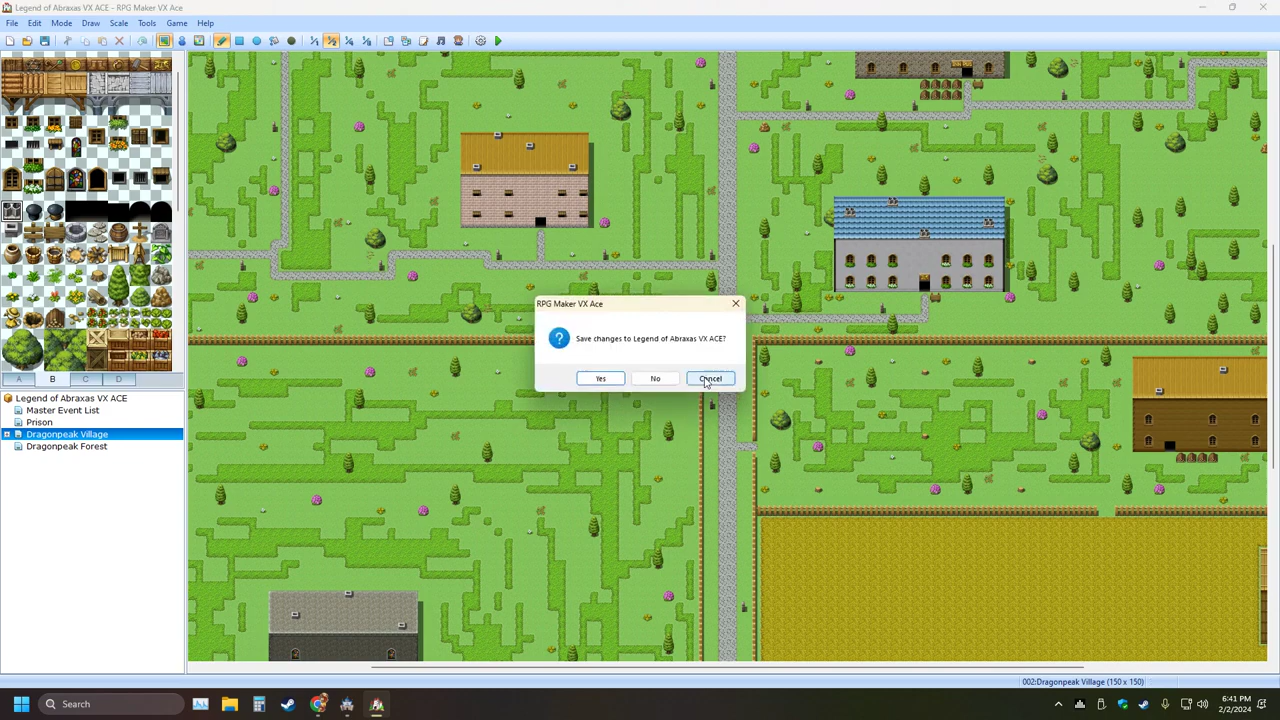 Legend of Abraxas VX ACE - RPG Maker VX Ace
File Edit Mode Draw Scale Tools Game Help
RPG Maker VX Ace
Save changes to Legend of Abraxas VX ACE?
Yes No Cancel
A B C D
Legend of Abraxas VX ACE
Master Event List
Prison
Dragonpeak Village
Dragonpeak Forest
002:Dragonpeak Village (150 x 150)
Search
6:41 PM
2/2/2024